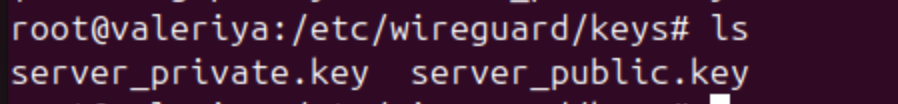 root@valeriya:/etc/wireguard/keys# ls
server_private.key  server_public.key